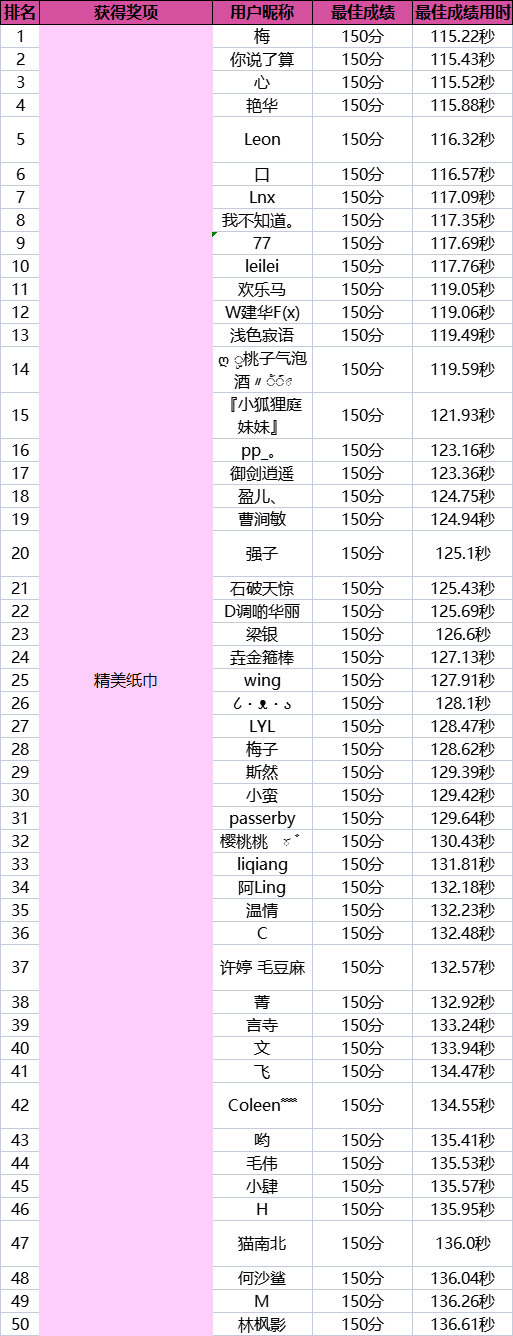 排名 获得奖项 用户昵称 最佳成绩 最佳成绩用时
1 梅 150分 115.22秒
2 你说了算 150分 115.43秒
3 心 150分 115.52秒
4 艳华 150分 115.88秒
5 Leon 150分 116.32秒
6 口 150分 116.57秒
7 Lnx 150分 117.09秒
8 我不知道。 150分 117.35秒
9 77 150分 117.69秒
10 leilei 150分 117.76秒
11 欢乐马 150分 119.05秒
12 W建华F(x) 150分 119.06秒
13 浅色寂语 150分 119.49秒
14 ღ 桃子气泡
酒〃 150分 119.59秒
15 『小狐狸庭
妹妹』 150分 121.93秒
16 pp_。 150分 123.16秒
17 御剑逍遥 150分 123.36秒
18 盈儿、 150分 124.75秒
19 曹涧敏 150分 124.94秒
20 强子 150分 125.1秒
21 石破天惊 150分 125.43秒
22 D调啲华丽 150分 125.69秒
23 梁银 150分 126.6秒
24 壵金箍棒 150分 127.13秒
25 精美纸巾 wing 150分 127.91秒
26 150分 128.1秒
27 LYL 150分 128.47秒
28 梅子 150分 128.62秒
29 斯然 150分 129.39秒
30 小蛮 150分 129.42秒
31 passerby 150分 129.64秒
32 樱桃桃 150分 130.43秒
33 liqiang 150分 131.81秒
34 阿Ling 150分 132.18秒
35 温情 150分 132.23秒
36 C 150分 132.48秒
37 许婷 毛豆麻 150分 132.57秒
38 菁 150分 132.92秒
39 言寺 150分 133.24秒
40 文 150分 133.94秒
41 飞 150分 134.47秒
42 Coleen 150分 134.55秒
43 哟 150分 135.41秒
44 毛伟 150分 135.53秒
45 小肆 150分 135.57秒
46 H 150分 135.95秒
47 猫南北 150分 136.0秒
48 何沙鲨 150分 136.04秒
49 M 150分 136.26秒
50 林枫影 150分 136.61秒